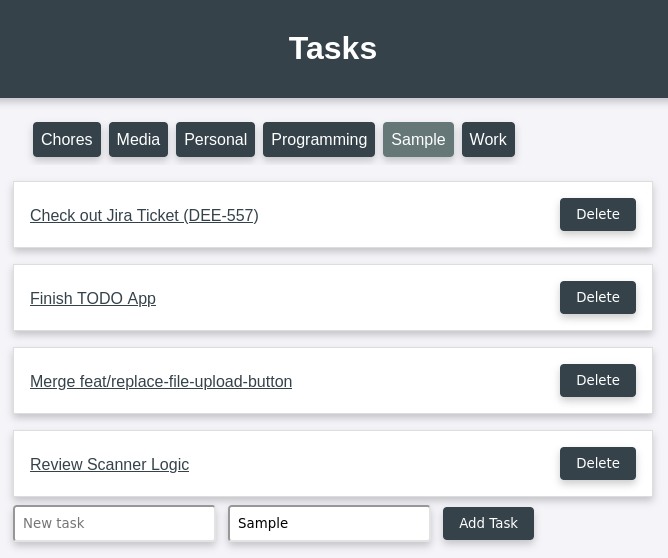 Tasks
Chores Media Personal Programming Sample Work
Check out Jira Ticket (DEE-557) Delete
Finish TODO App Delete
Merge feat/replace-file-upload-button Delete
Review Scanner Logic Delete
New task Sample Add Task